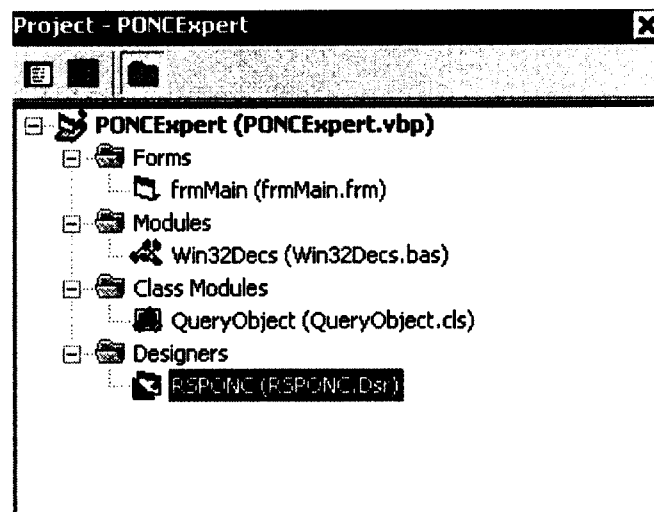 Project - PONCExpert
PONCExpert (PONCExpert.vbp)
Forms
frmMain (frmMain.frm)
Modules
Win32Decs (Win32Decs.bas)
Class Modules
QueryObject (QueryObject.cls)
Designers
RSPONC (RSPONC.Dsr)